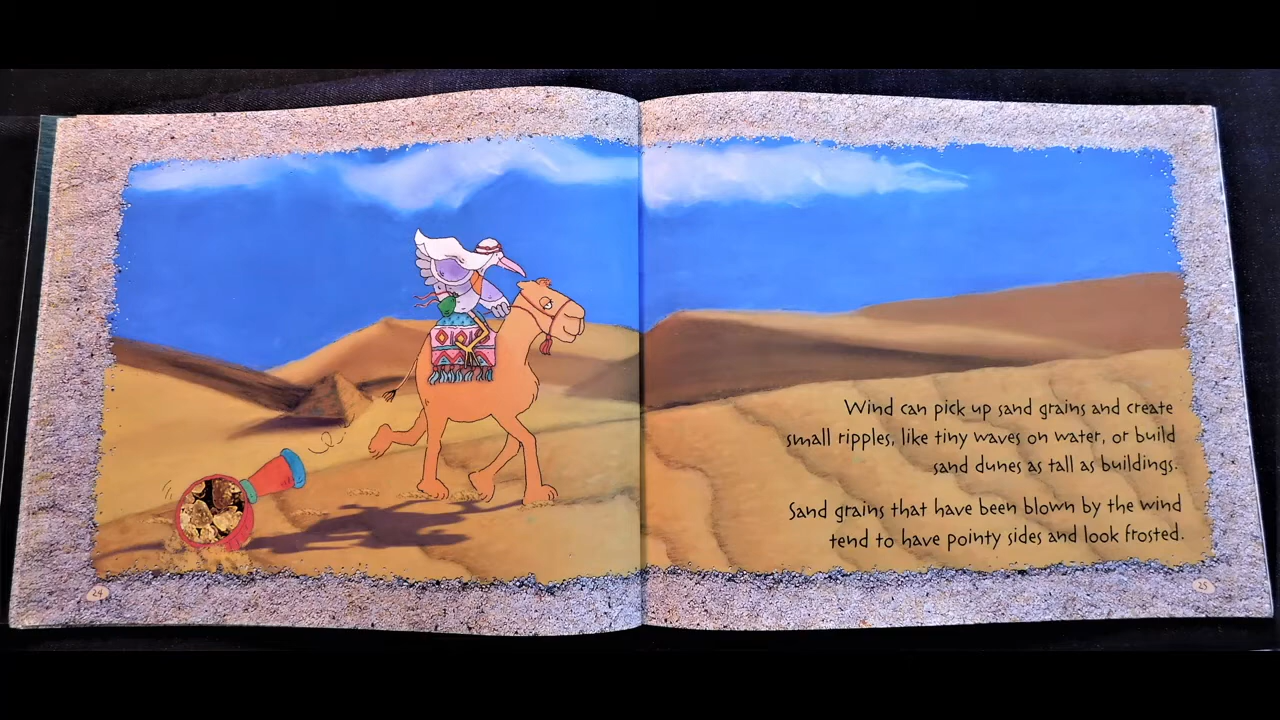 Wind can pick up sand grains and create
small ripples, like tiny waves on water, or build
sand dunes as tall as buildings.
Sand grains that have been blown by the wind
tend to have pointy sides and look frosted.
24
25